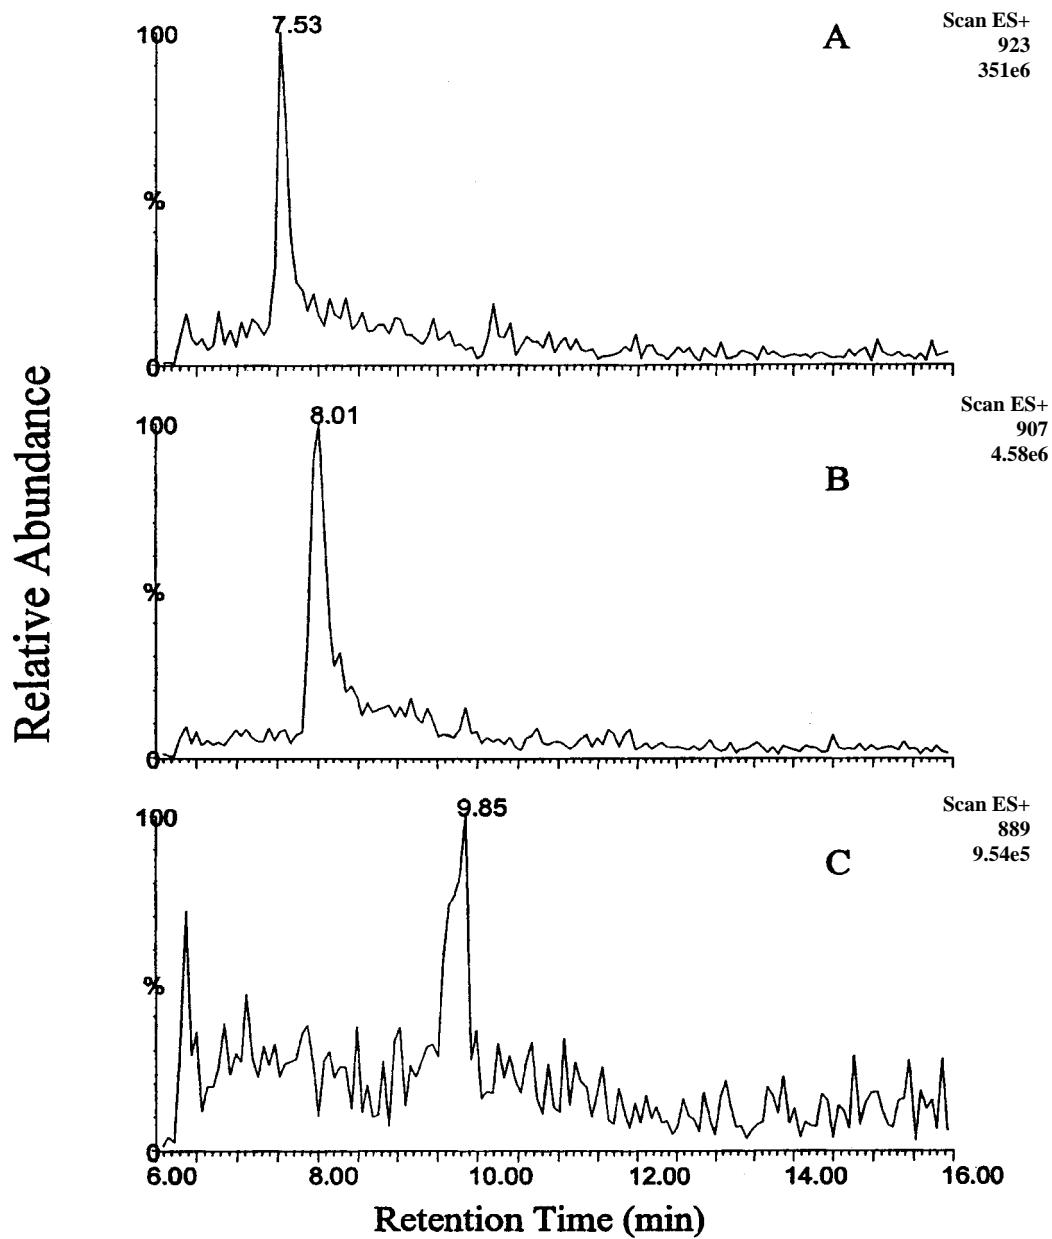 7.53
100
A
Scan ES+
923
351e6
%
0
8.01
100
B
Scan ES+
907
4.58e6
%
0
Relative Abundance
9.85
100
C
Scan ES+
889
9.54e5
%
0
6.00 8.00 10.00 12.00 14.00 16.00
Retention Time (min)